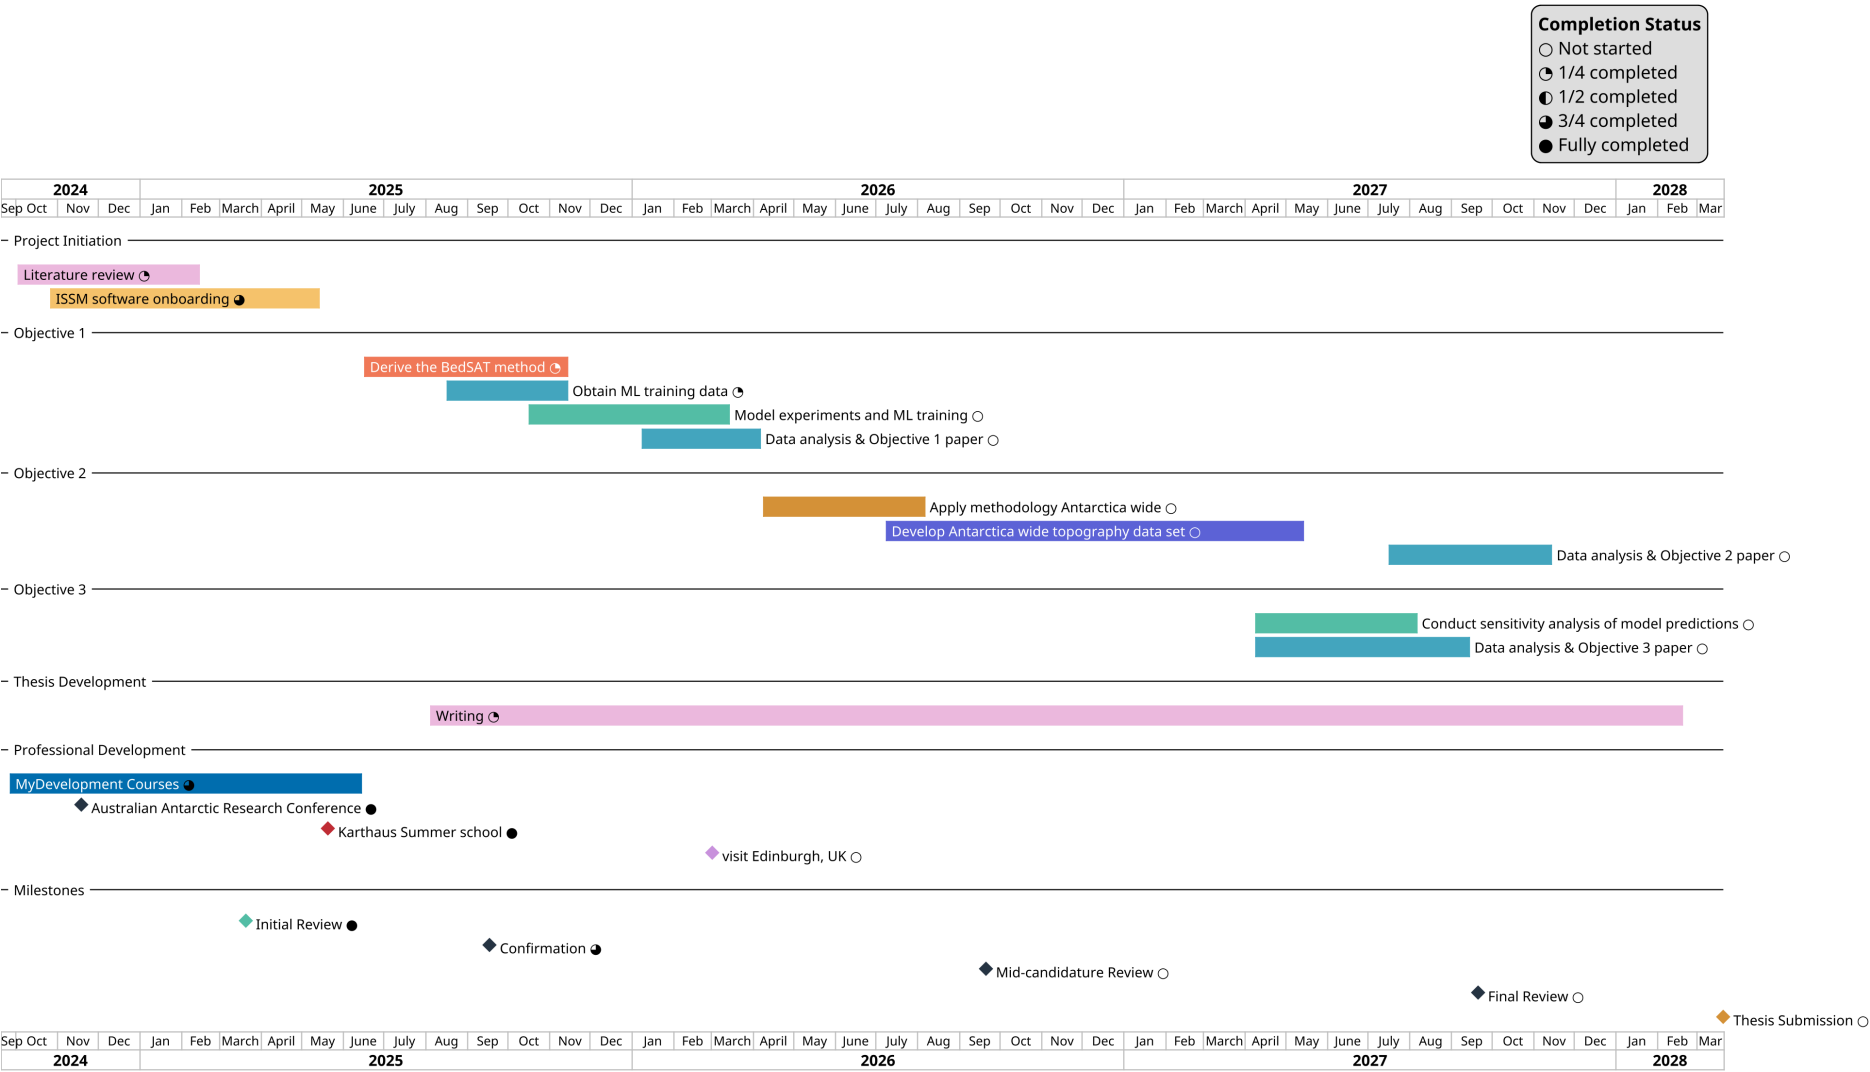 Completion Status
○ Not started
◔ 1/4 completed
◐ 1/2 completed
◕ 3/4 completed
● Fully completed
2024 2025 2026 2027 2028
Sep Oct Nov Dec Jan Feb March April May June July Aug Sep Oct Nov Dec Jan Feb March April May June July Aug Sep Oct Nov Dec Jan Feb March April May June July Aug Sep Oct Nov Dec Jan Feb Mar
Project Initiation
Literature review ◔
ISSM software onboarding ◕
Objective 1
Derive the BedSAT method ◔
Obtain ML training data ◔
Model experiments and ML training ○
Data analysis & Objective 1 paper ○
Objective 2
Apply methodology Antarctica wide ○
Develop Antarctica wide topography data set ○
Data analysis & Objective 2 paper ○
Objective 3
Conduct sensitivity analysis of model predictions ○
Data analysis & Objective 3 paper ○
Thesis Development
Writing ◔
Professional Development
MyDevelopment Courses ◕
Australian Antarctic Research Conference ●
Karthaus Summer school ●
visit Edinburgh, UK ○
Milestones
Initial Review ●
Confirmation ◕
Mid-candidature Review ○
Final Review ○
Thesis Submission ○
Sep Oct Nov Dec Jan Feb March April May June July Aug Sep Oct Nov Dec Jan Feb March April May June July Aug Sep Oct Nov Dec Jan Feb March April May June July Aug Sep Oct Nov Dec Jan Feb Mar
2024 2025 2026 2027 2028